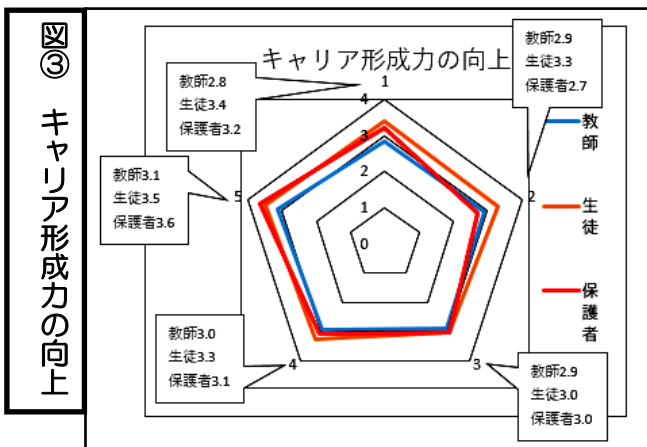 図③ キャリア形成力の向上
キャリア形成力の向上
教師2.8
生徒3.4
保護者3.2
教師2.9
生徒3.3
保護者2.7
教師3.1
生徒3.5
保護者3.6
教師3.0
生徒3.3
保護者3.1
教師2.9
生徒3.0
保護者3.0
1
2
3
4
5
4
3
2
1
0
教師
生徒
保護者